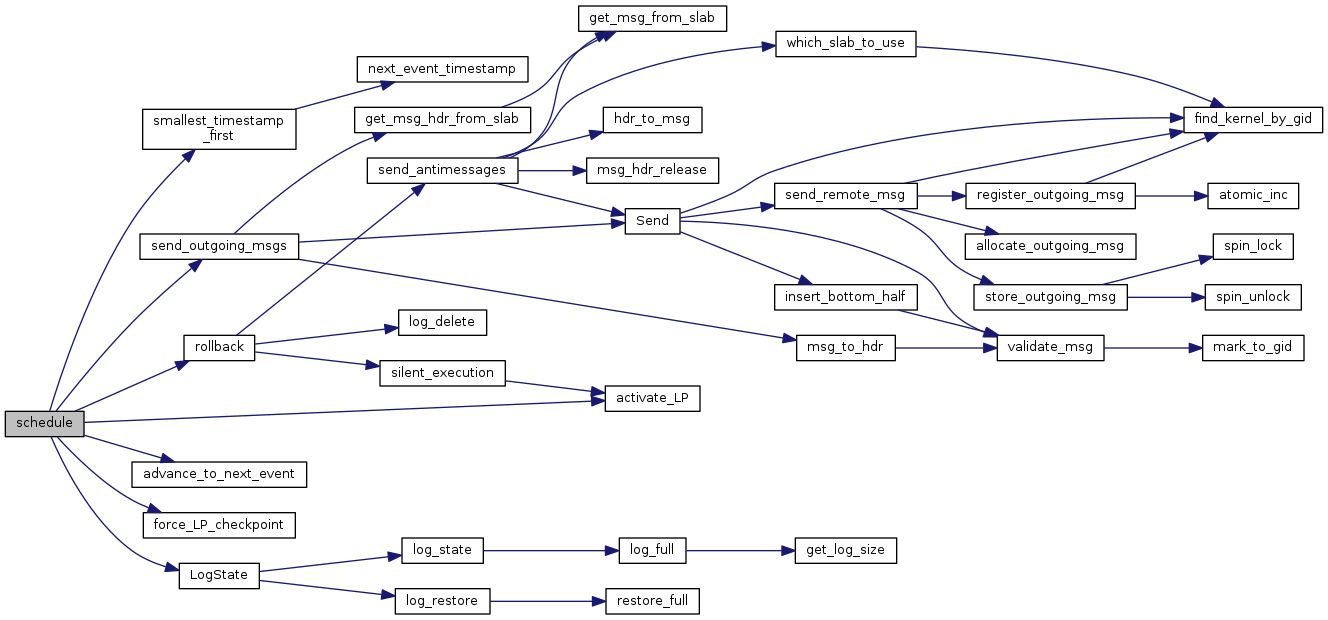 get_msg_from_slab
which_slab_to_use
next_event_timestamp
smallest_timestamp
_first
get_msg_hdr_from_slab
hdr_to_msg
find_kernel_by_gid
send_antimessages
msg_hdr_release
send_remote_msg
register_outgoing_msg
atomic_inc
Send
send_outgoing_msgs
allocate_outgoing_msg
spin_lock
insert_bottom_half
store_outgoing_msg
spin_unlock
log_delete
rollback
msg_to_hdr
validate_msg
mark_to_gid
silent_execution
activate_LP
schedule
advance_to_next_event
force_LP_checkpoint
log_state
log_full
get_log_size
LogState
log_restore
restore_full